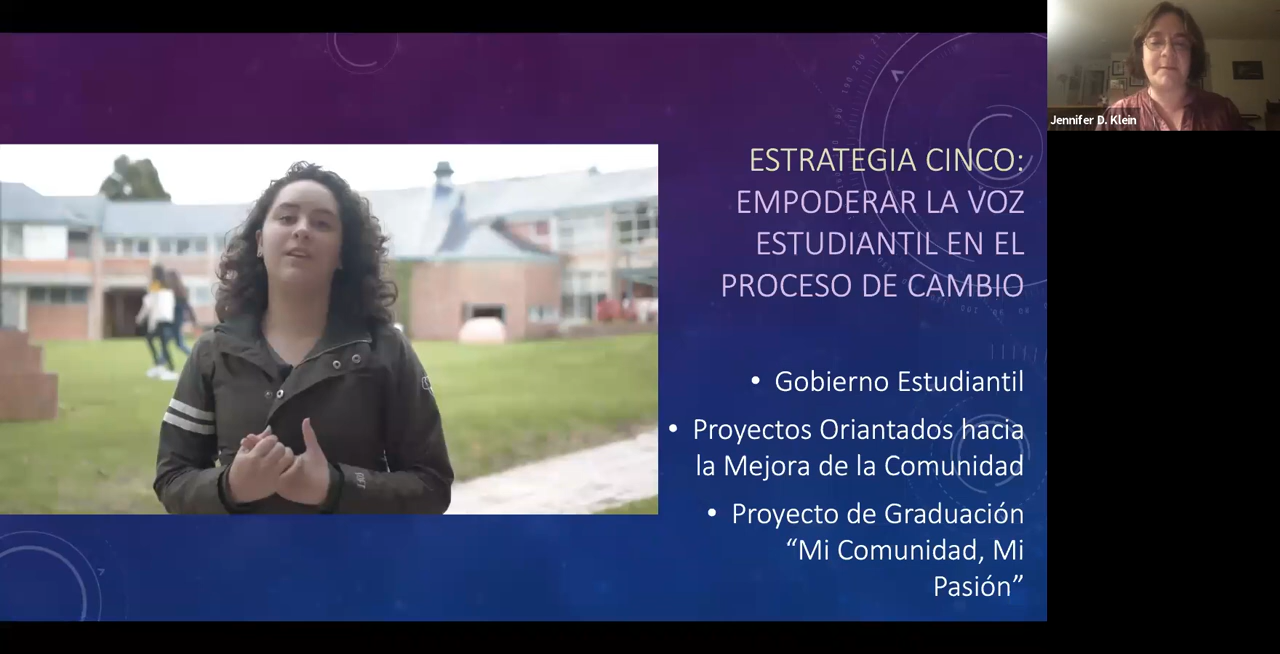 ESTRATEGIA CINCO:
EMPODERAR LA VOZ
ESTUDIANTIL EN EL
PROCESO DE CAMBIO
• Gobierno Estudiantil
• Proyectos Oriantados hacia
la Mejora de la Comunidad
• Proyecto de Graduación
“Mi Comunidad, Mi
Pasión”
Jennifer D. Klein